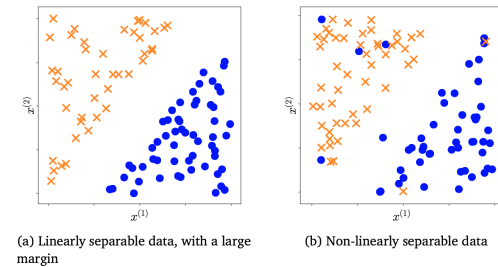 x(2)
x(2)
x(1)
x(1)
(a) Linearly separable data, with a large
margin
(b) Non-linearly separable data